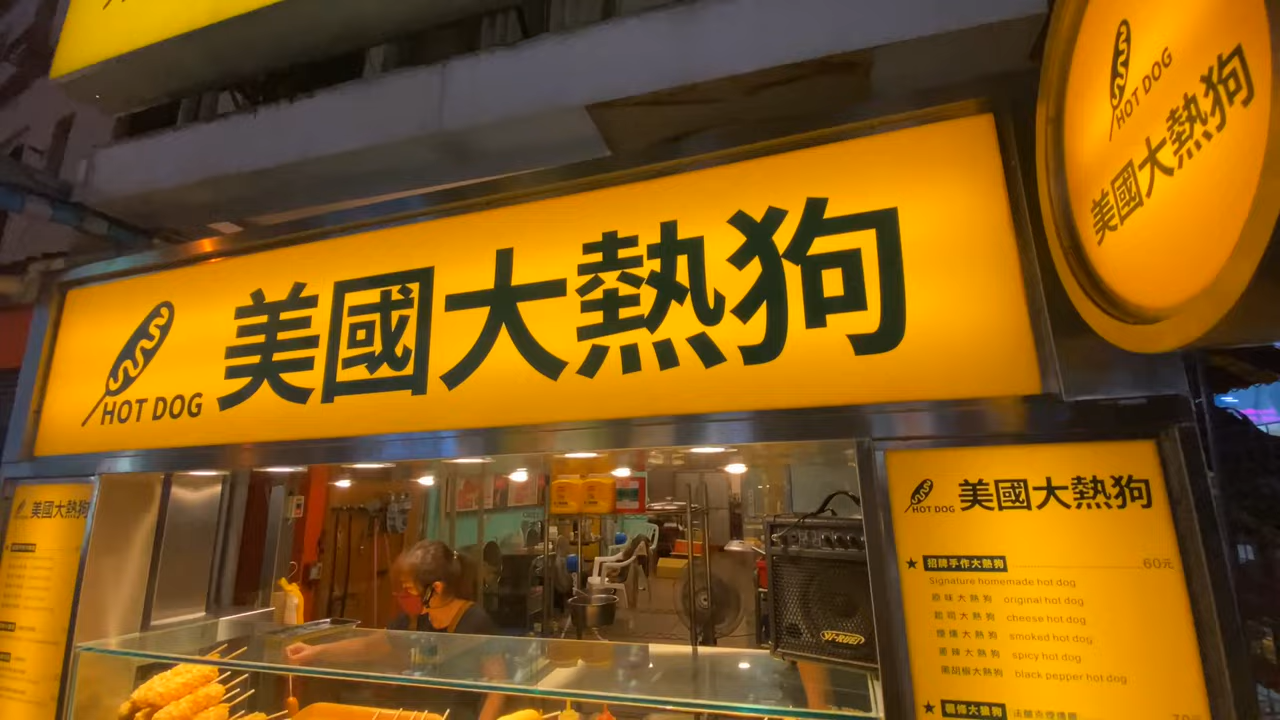 HOT DOG
美國大熱狗
HOT DOG
美國大熱狗
美國大熱狗
HOT DOG
美國大熱狗
★ 招牌手作大熱狗 60元
Signature homemade hot dog
原味大熱狗 original hot dog
起司大熱狗 cheese hot dog
煙燻大熱狗 smoked hot dog
蔥辣大熱狗 spicy hot dog
黑胡椒大熱狗 black pepper hot dog